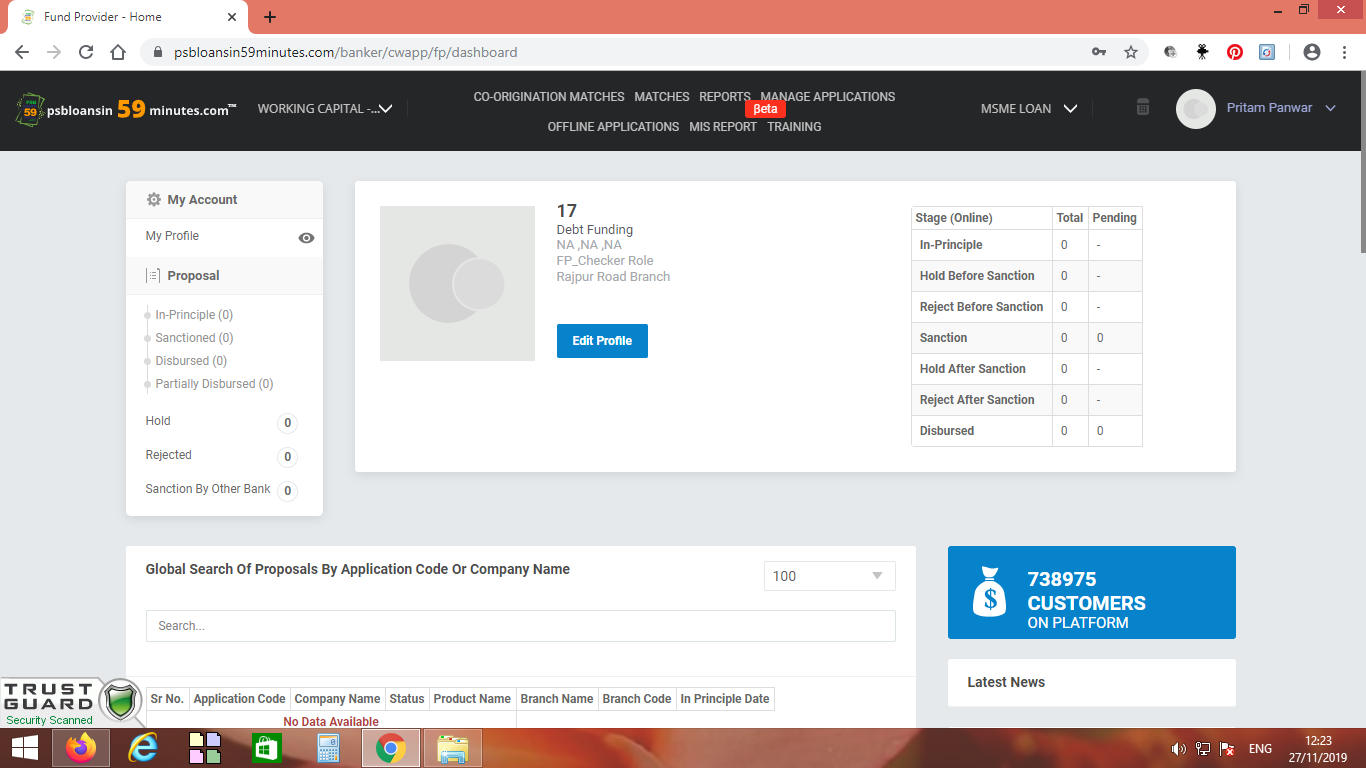 Fund Provider - Home
psbloansin59minutes.com/banker/cwapp/fp/dashboard
PSB
59
psbloansin 59 minutes.com™
WORKING CAPITAL -...
CO-ORIGINATION MATCHES MATCHES REPORTS MANAGE APPLICATIONS
βeta
OFFLINE APPLICATIONS MIS REPORT TRAINING
MSME LOAN
Pritam Panwar
My Account
My Profile
Proposal
In-Principle (0)
Sanctioned (0)
Disbursed (0)
Partially Disbursed (0)
Hold 0
Rejected 0
Sanction By Other Bank 0
17
Debt Funding
NA ,NA ,NA
FP_Checker Role
Rajpur Road Branch
Edit Profile
Stage (Online) Total Pending
In-Principle 0 -
Hold Before Sanction 0 -
Reject Before Sanction 0 -
Sanction 0 0
Hold After Sanction 0 -
Reject After Sanction 0 -
Disbursed 0 0
Global Search Of Proposals By Application Code Or Company Name
100
Search...
Sr No. Application Code Company Name Status Product Name Branch Name Branch Code In Principle Date
No Data Available
$
738975
CUSTOMERS
ON PLATFORM
Latest News
TRUST
GUARD
Security Scanned
ENG
12:23
27/11/2019